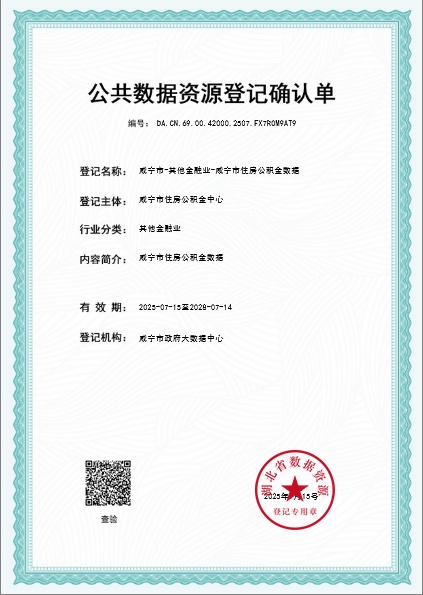 公共数据资源登记确认单
编号： DA.CN.69.00.42000.2507.FX7R0M9AT9
登记名称： 咸宁市-其他金融业-咸宁市住房公积金数据
登记主体： 咸宁市住房公积金中心
行业分类： 其他金融业
内容简介： 咸宁市住房公积金数据
有 效 期： 2025-07-15至2028-07-14
登记机构： 咸宁市政府大数据中心
湖北省数据资源
2025年 15号
登记专用章
查验